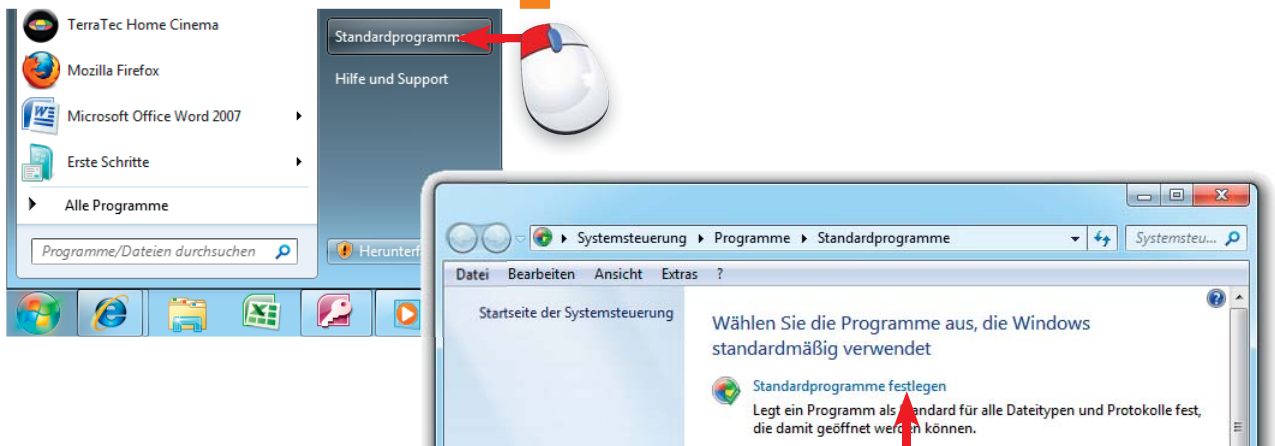 TerraTec Home Cinema
Mozilla Firefox
Microsoft Office Word 2007
Erste Schritte
Alle Programme
Programme/Dateien durchsuchen
Standardprogramme
Hilfe und Support
Herunterf
Systemsteuerung Programme Standardprogramme
Systemsteu...
Datei Bearbeiten Ansicht Extras ?
Startseite der Systemsteuerung
Wählen Sie die Programme aus, die Windows
standardmäßig verwendet
Standardprogramme festlegen
Legt ein Programm als Standard für alle Dateitypen und Protokolle fest,
die damit geöffnet werden können.